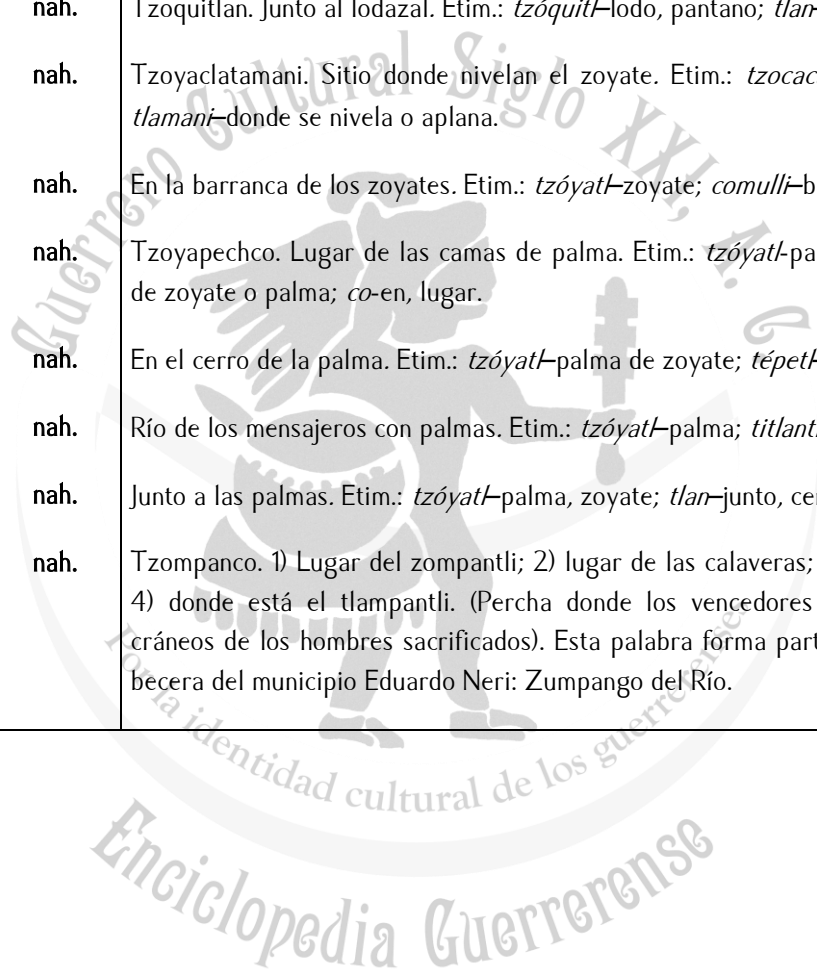 nah. Tzoquitlan. Junto al lodazal. Etim.: tzóquitl–lodo, pantano; tlan–
nah. Tzoyaclatamani. Sitio donde nivelan el zoyate. Etim.:
tlamani–donde se nivela o aplana.
nah. En la barranca de los zoyates. Etim.: tzóyatl–zoyate; comulli–b
nah. Tzoyapechco. Lugar de las camas de palma. Etim.: tzóyatl-pa
de zoyate o palma; co-en, lugar.
nah. En el cerro de la palma. Etim.: tzóyatl–palma de zoyate; tépetl–
nah. Río de los mensajeros con palmas. Etim.: tzóyatl–palma; titlant
nah. Junto a las palmas. Etim.: tzóyatl–palma, zoyate; tlan–junto, cer
nah. Tzompanco. 1) Lugar del zompantli; 2) lugar de las calaveras;
4) donde está el tlampantli. (Percha donde los vencedores
cráneos de los hombres sacrificados). Esta palabra forma part
becera del municipio Eduardo Neri: Zumpango del Río.
Guerrero Cultural Siglo XXI, A. C
Por la identidad cultural de los guerrerenses
Enciclopedia Guerrerense